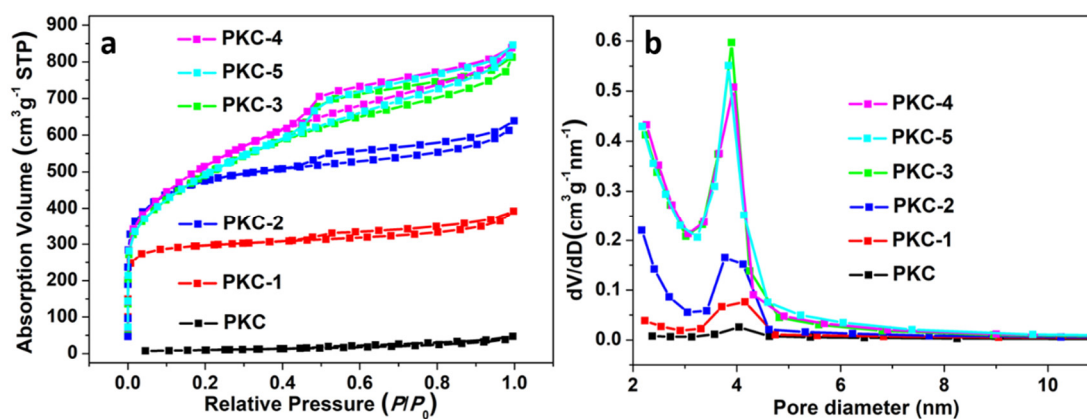 a
Absorption Volume (cm³g⁻¹ STP)
900
800
700
600
500
400
300
200
100
0
PKC-4
PKC-5
PKC-3
PKC-2
PKC-1
PKC
0.0 0.2 0.4 0.6 0.8 1.0
Relative Pressure (P/P₀)
b
dV/dD(cm³g⁻¹nm⁻¹)
0.6
0.5
0.4
0.3
0.2
0.1
0.0
PKC-4
PKC-5
PKC-3
PKC-2
PKC-1
PKC
2 4 6 8 10
Pore diameter (nm)